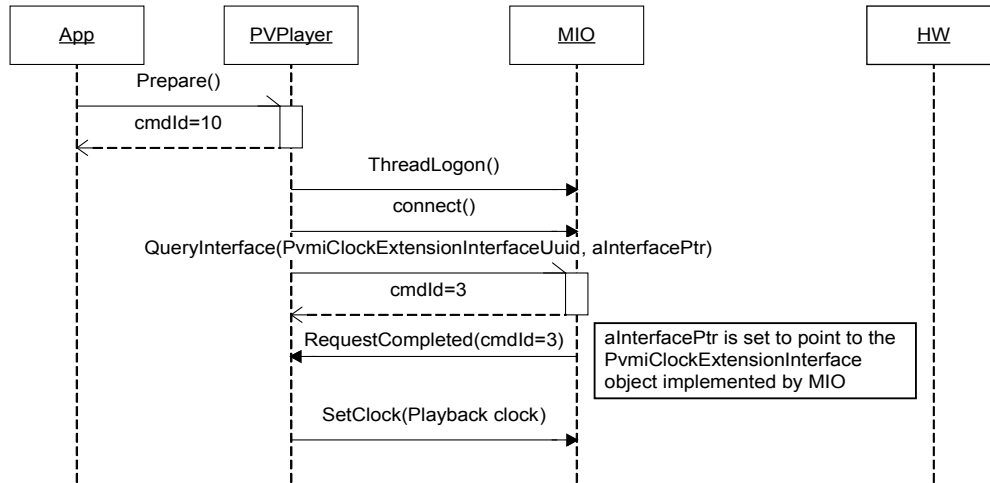 App
PVPlayer
MIO
HW
Prepare()
cmdId=10
ThreadLogon()
connect()
QueryInterface(PvmiClockExtensionInterfaceUuid, aInterfacePtr)
cmdId=3
RequestCompleted(cmdId=3)
aInterfacePtr is set to point to the
PvmiClockExtensionInterface
object implemented by MIO
SetClock(Playback clock)